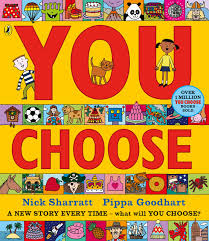 YOU
OVER
1 MILLION
YOU CHOOSE
BOOKS
SOLD
CHOOSE
Nick Sharratt Pippa Goodhart
A NEW STORY EVERY TIME – what will YOU CHOOSE?